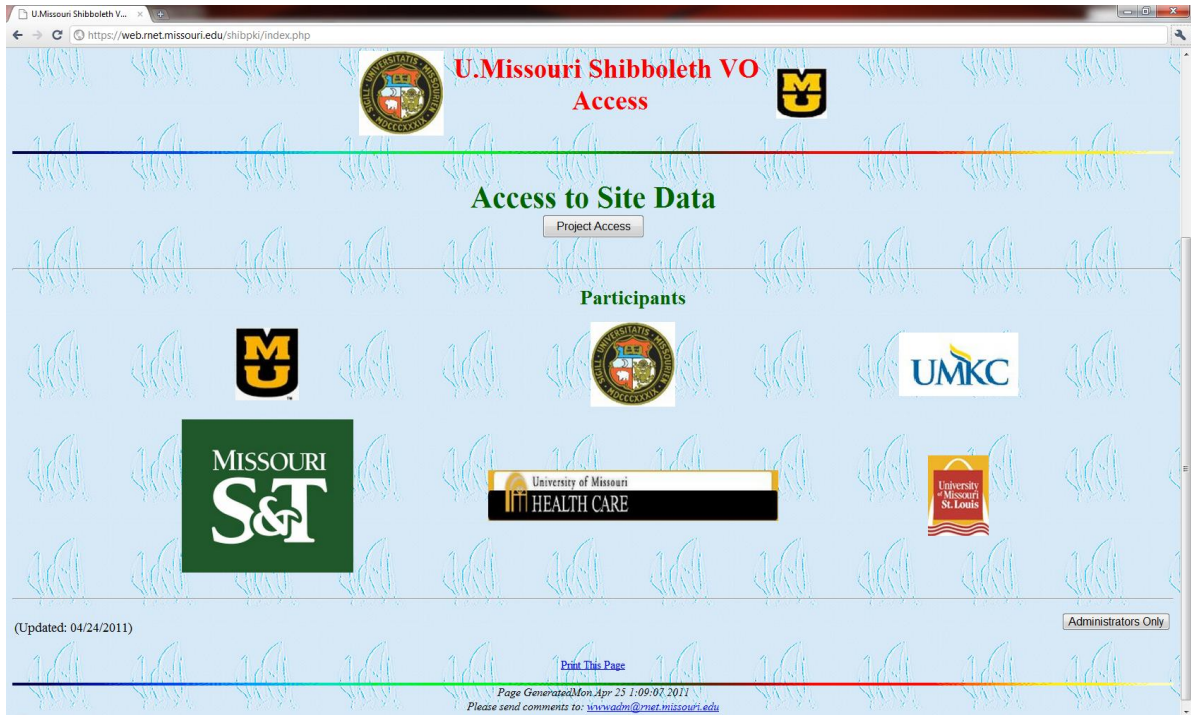 U.Missouri Shibboleth V...
https://web.rnet.missouri.edu/shibpki/index.php
U.Missouri Shibboleth VO
Access
MU
Access to Site Data
Project Access
Participants
MU
UMKC
MISSOURI
S&T
University of Missouri
HEALTH CARE
University
of Missouri
St. Louis
(Updated: 04/24/2011)
Administrators Only
Print This Page
Page GeneratedMon Apr 25 1:09:07 2011
Please send comments to: wwwadm@rnet.missouri.edu